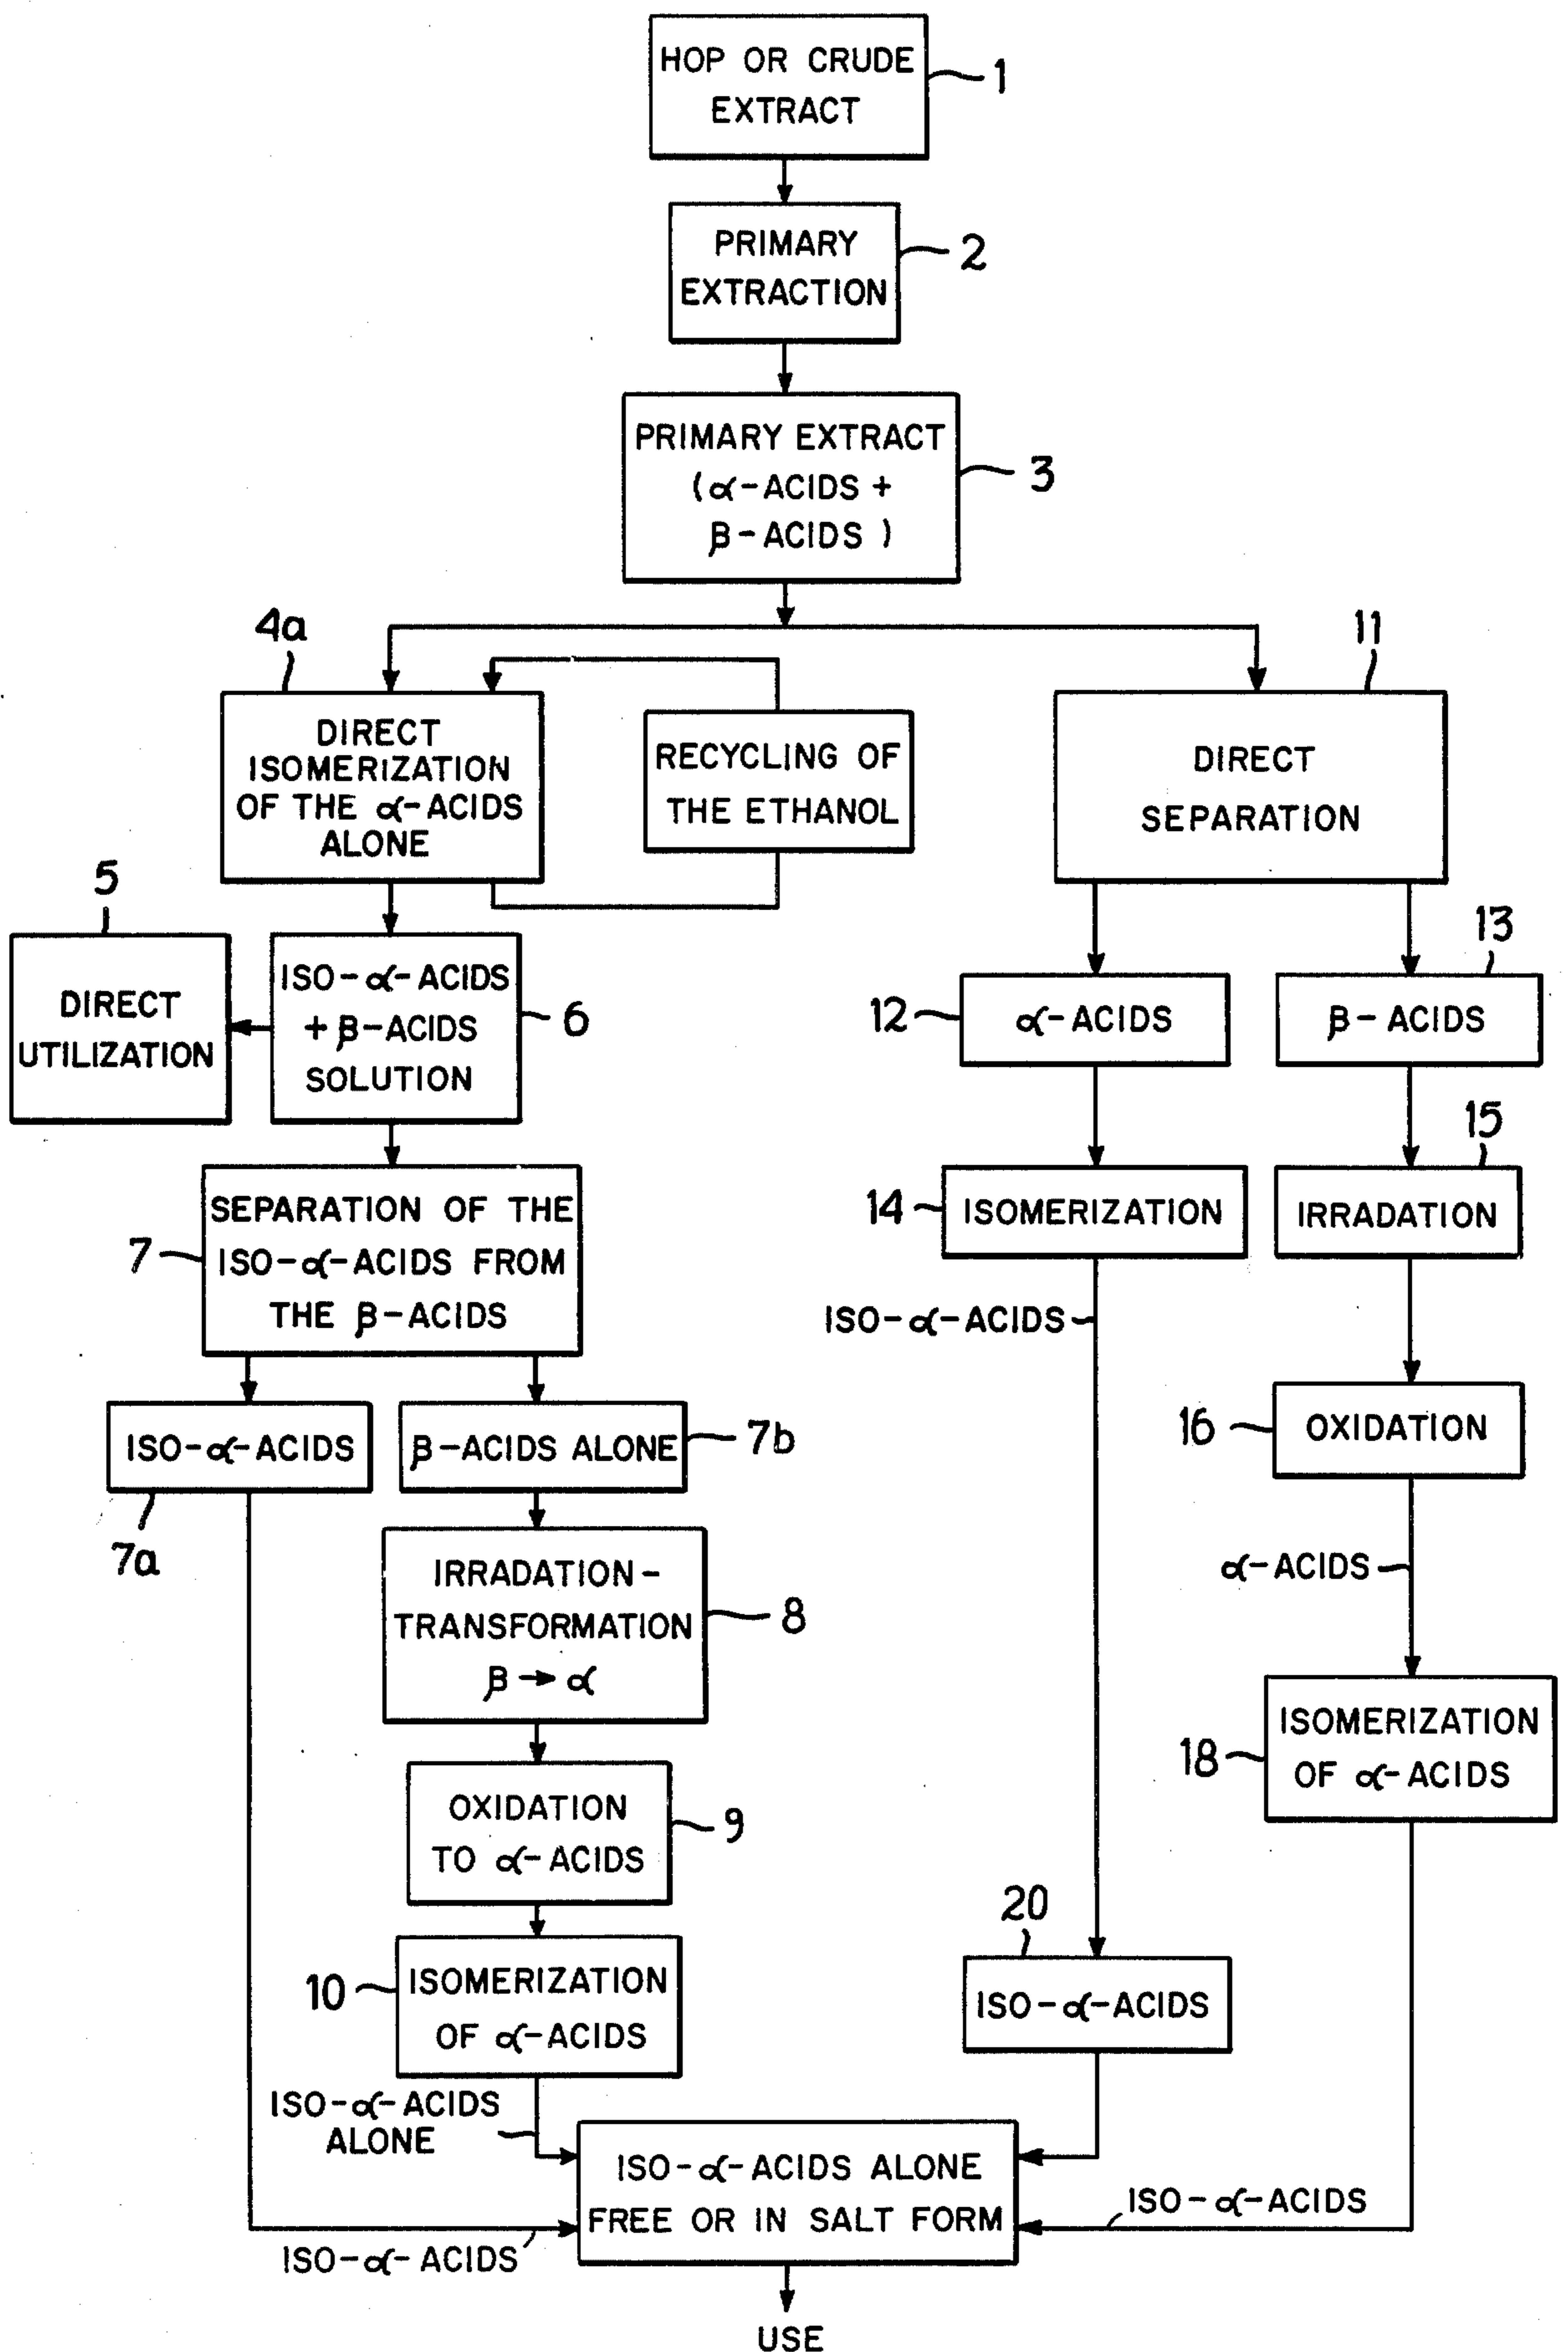 HOP OR CRUDE
EXTRACT
1
PRIMARY
EXTRACTION
2
PRIMARY EXTRACT
(α-ACIDS +
β-ACIDS )
3
4a
DIRECT
ISOMERIZATION
OF THE α-ACIDS
ALONE
RECYCLING OF
THE ETHANOL
11
DIRECT
SEPARATION
5
DIRECT
UTILIZATION
ISO-α-ACIDS
+ β-ACIDS
SOLUTION
6
12
α-ACIDS
13
β-ACIDS
7
SEPARATION OF THE
ISO-α-ACIDS FROM
THE β-ACIDS
14
ISOMERIZATION
15
IRRADATION
ISO-α-ACIDS
ISO-α-ACIDS
7a
β-ACIDS ALONE
7b
16
OXIDATION
IRRADATION-
TRANSFORMATION
β → α
8
α-ACIDS
OXIDATION
TO α-ACIDS
9
18
ISOMERIZATION
OF α-ACIDS
10
ISOMERIZATION
OF α-ACIDS
20
ISO-α-ACIDS
ISO-α-ACIDS
ALONE
ISO-α-ACIDS ALONE
FREE OR IN SALT FORM
ISO-α-ACIDS
ISO-α-ACIDS
USE